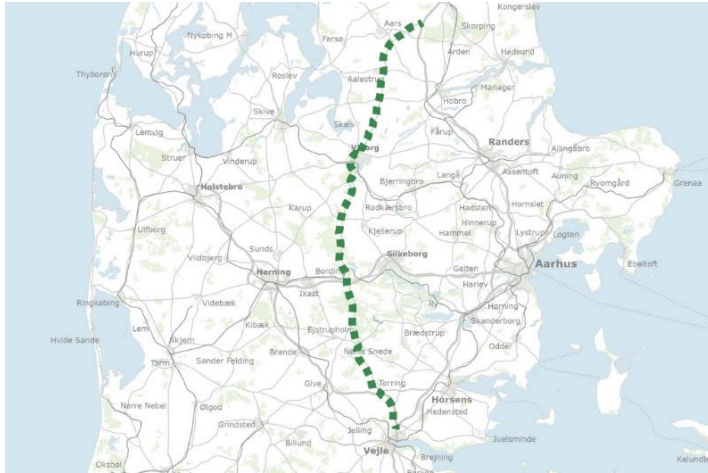 Kongerslev
Aars
Skørping
Nykøbing M
Farsø
Hurup
Arden
Hadsund
Thyborøn
Roslev
Aalestrup
Mariager
Hobro
Skive
Lemvig
Skals
Fårup
Randers
Struer
Vinderup
Allingåbro
Bjerringbro
Langå
Assentoft
Auning
Holstebro
Ryomgård
Grenaa
Karup
Rødkærsbro
Hadsten
Hornslet
Ulfborg
Hinnerup
Kjellerup
Hammel
Lystrup
Løgten
Sunds
Vildbjerg
Silkeborg
Herning
Bording
Galten
Aarhus
Ebeltoft
Ikast
Harlev
Ringkøbing
Videbæk
Ry
Hørning
Lem
Kibæk
Ejstrupholm
Brædstrup
Skanderborg
Hvide Sande
Skjern
Odder
Tarm
Sønder Felding
Brande
Nørre Snede
Give
Tørring
Horsens
Nørre Nebel
Ølgod
Hedensted
Grindsted
Jelling
Juelsminde
Billund
Vejle
Brejning
Oksbøl
Kalundb